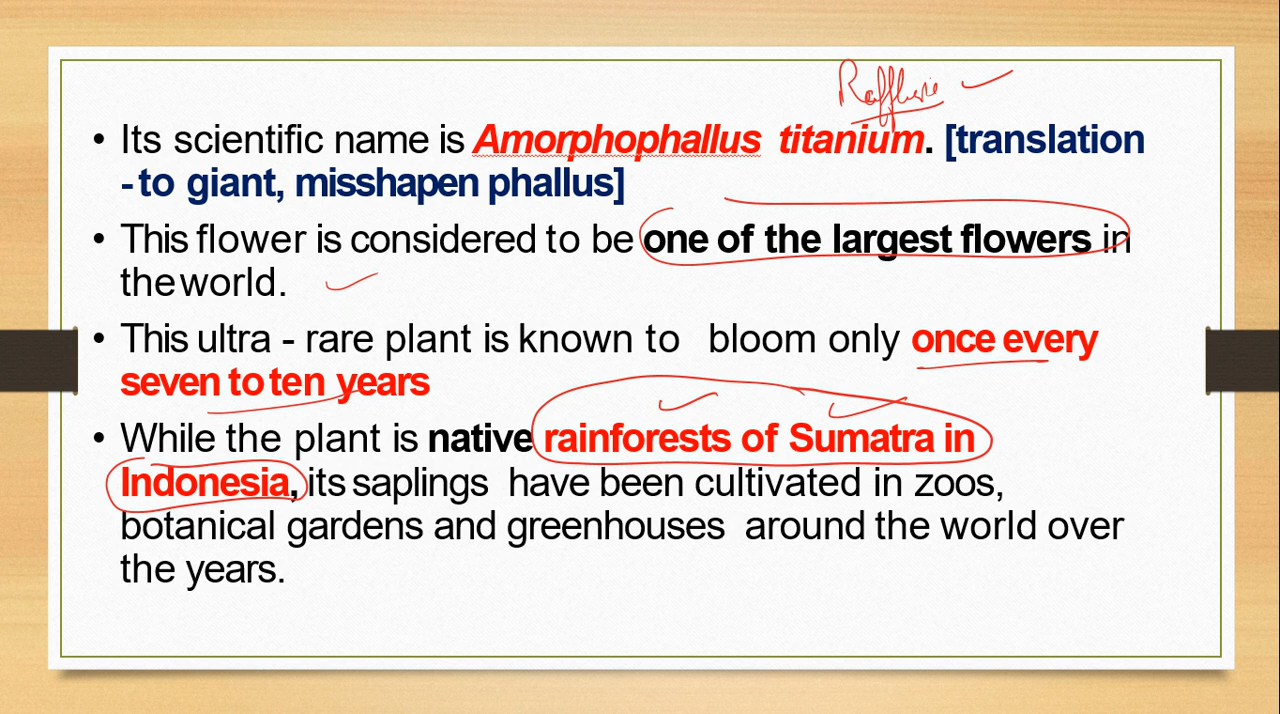 • Its scientific name is Amorphophallus titanium. [translation
- to giant, misshapen phallus]
• This flower is considered to be one of the largest flowers in
the world.
• This ultra - rare plant is known to bloom only once every
seven to ten years
• While the plant is native rainforests of Sumatra in
Indonesia, its saplings have been cultivated in zoos,
botanical gardens and greenhouses around the world over
the years.